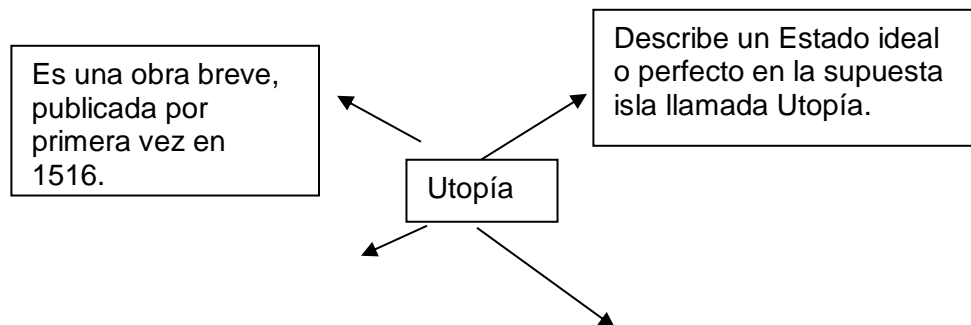 Es una obra breve,
publicada por
primera vez en
1516.
Describe un Estado ideal
o perfecto en la supuesta
isla llamada Utopía.
Utopía